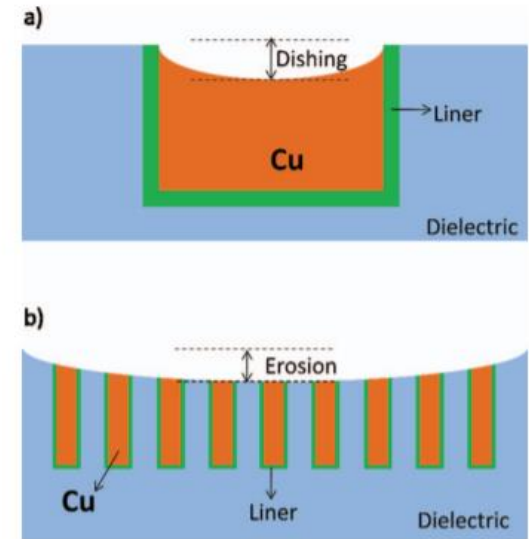 a)
Dishing
Liner
Cu
Dielectric
b)
Erosion
Cu
Liner
Dielectric